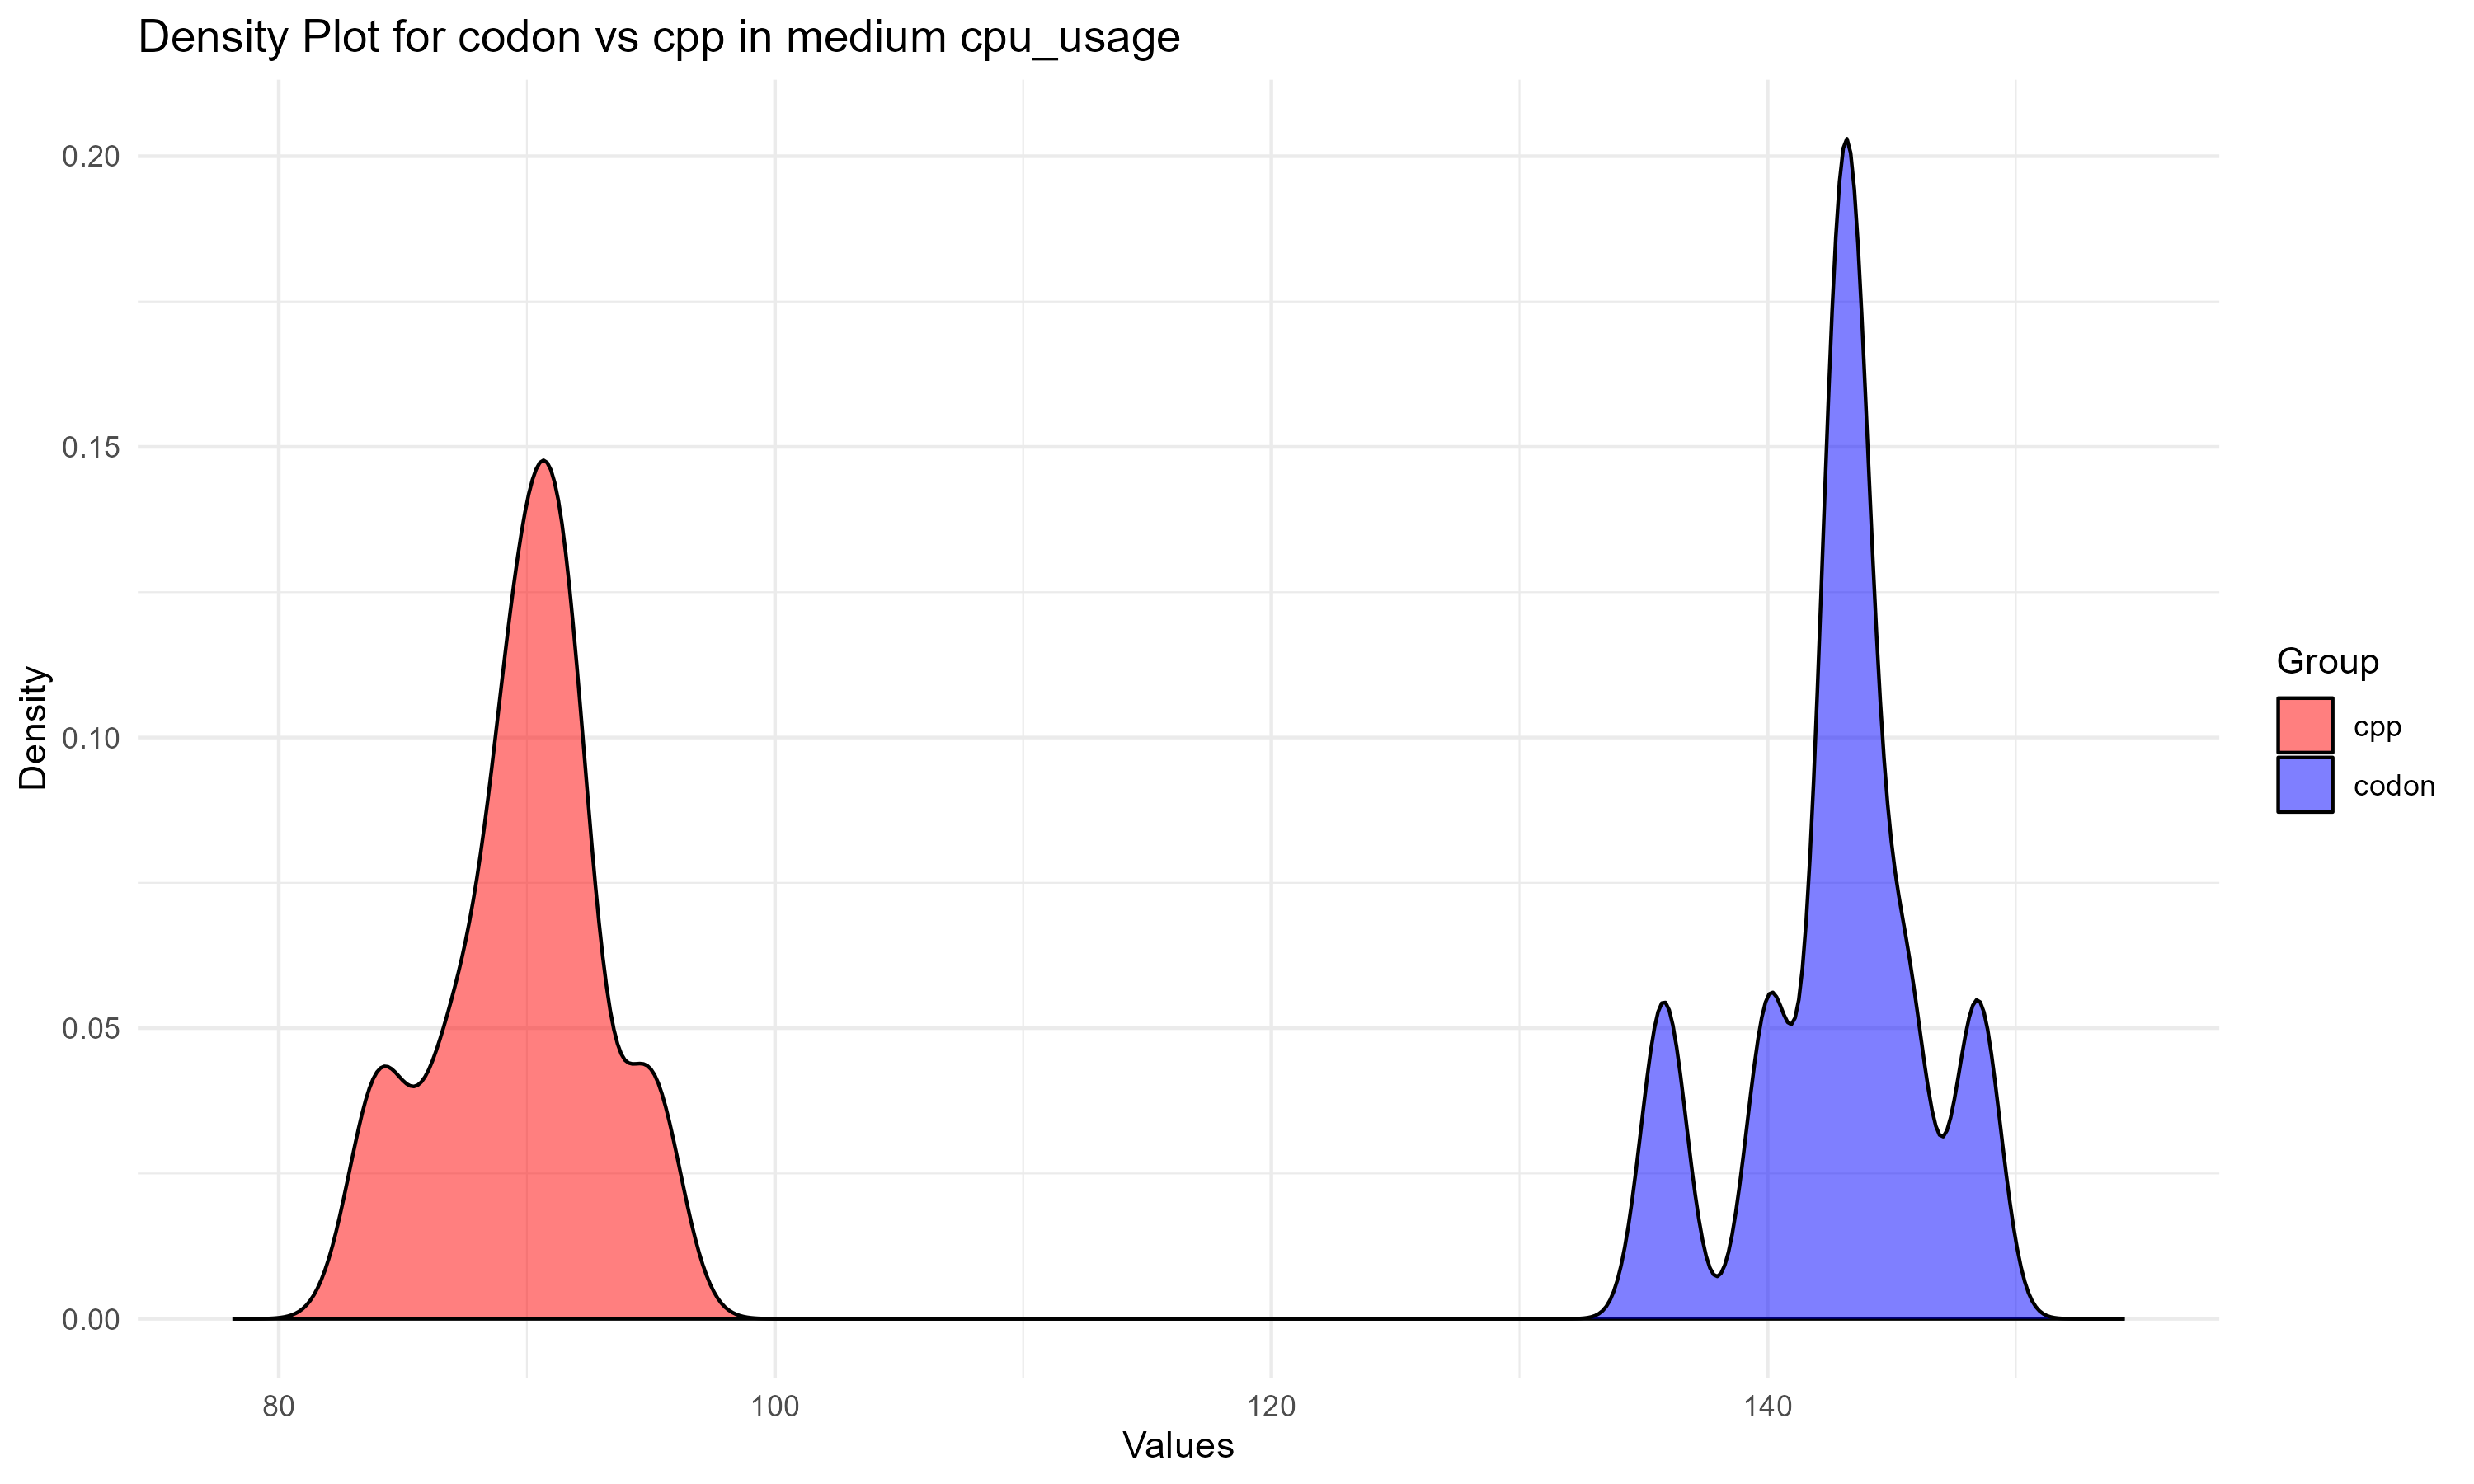 Density Plot for codon vs cpp in medium cpu_usage
0.20
0.15
0.10
0.05
0.00
Density
80 100 120 140
Values
Group
cpp
codon